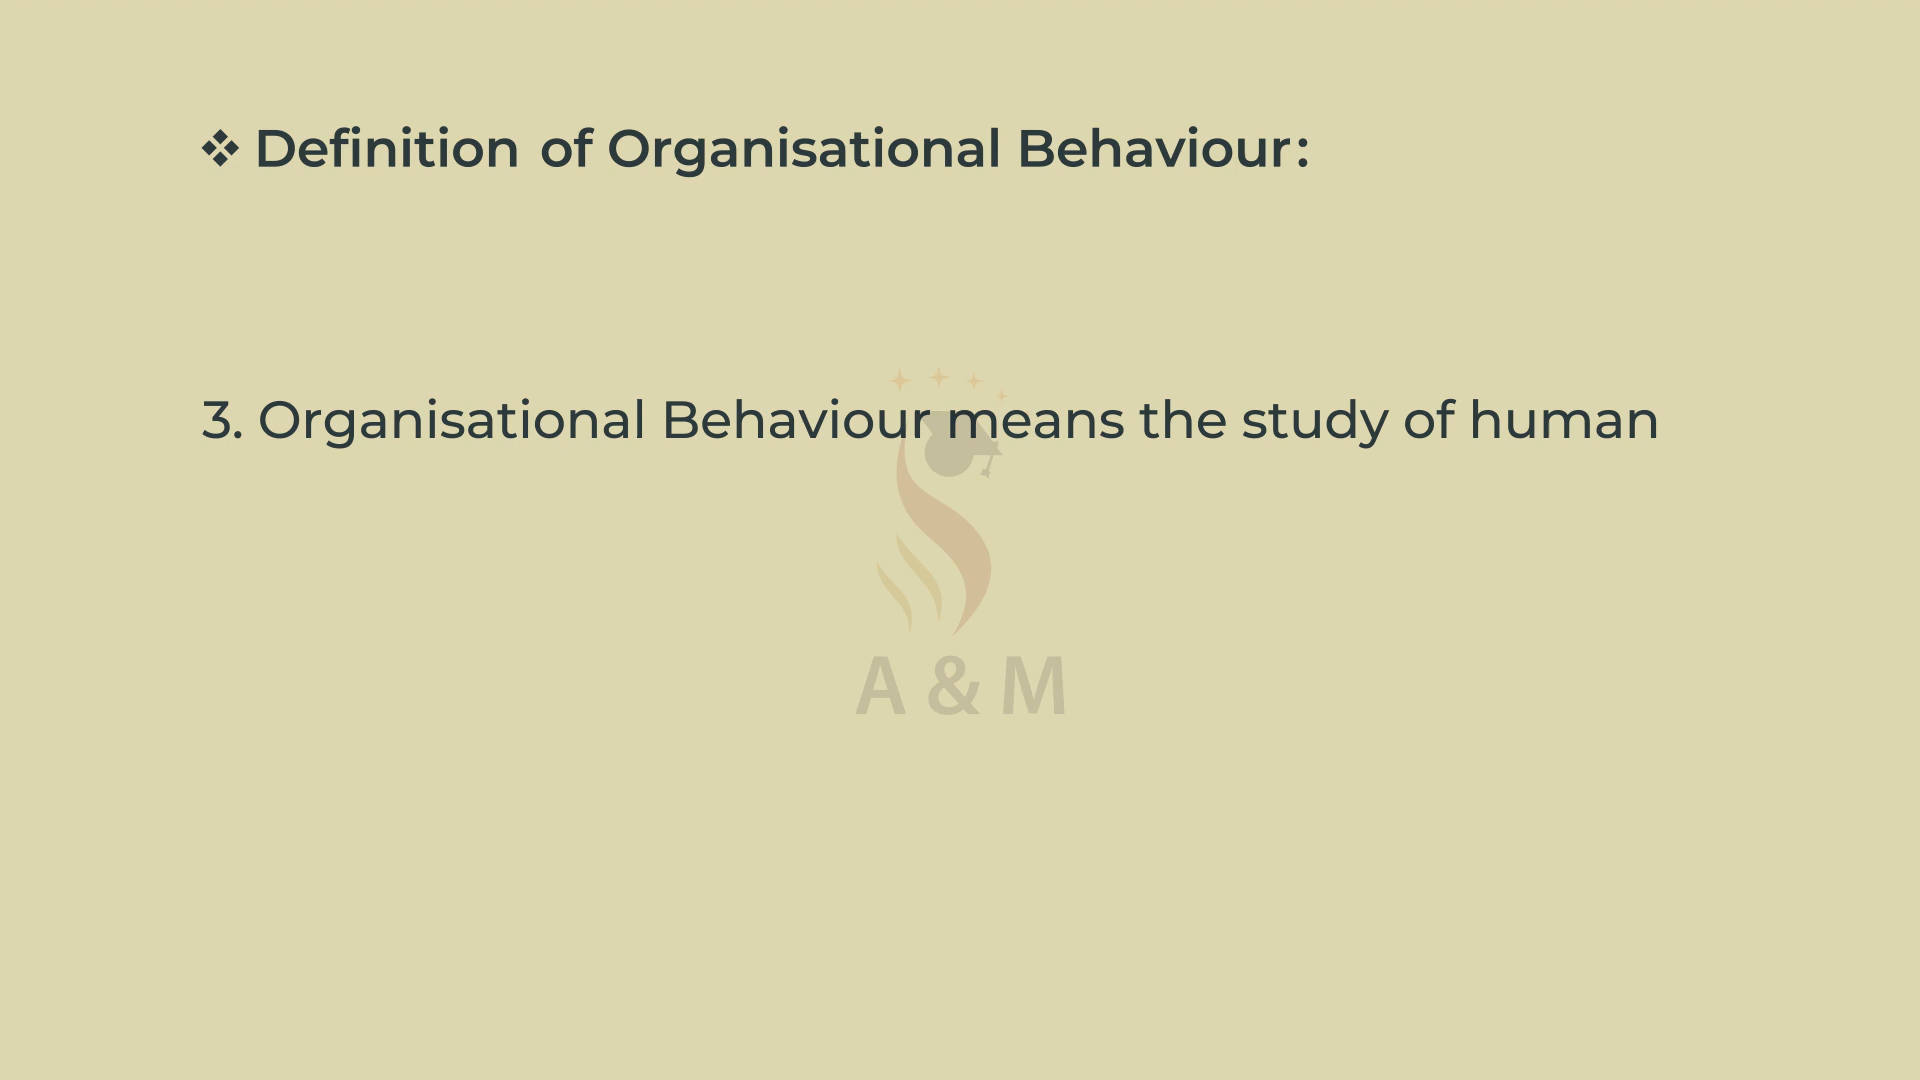 ❖ Definition of Organisational Behaviour:
3. Organisational Behaviour means the study of human
A & M